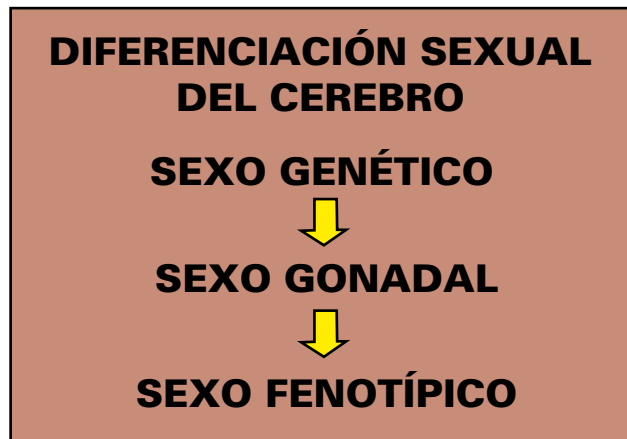 DIFERENCIACIÓN SEXUAL
DEL CEREBRO
SEXO GENÉTICO
SEXO GONADAL
SEXO FENOTÍPICO